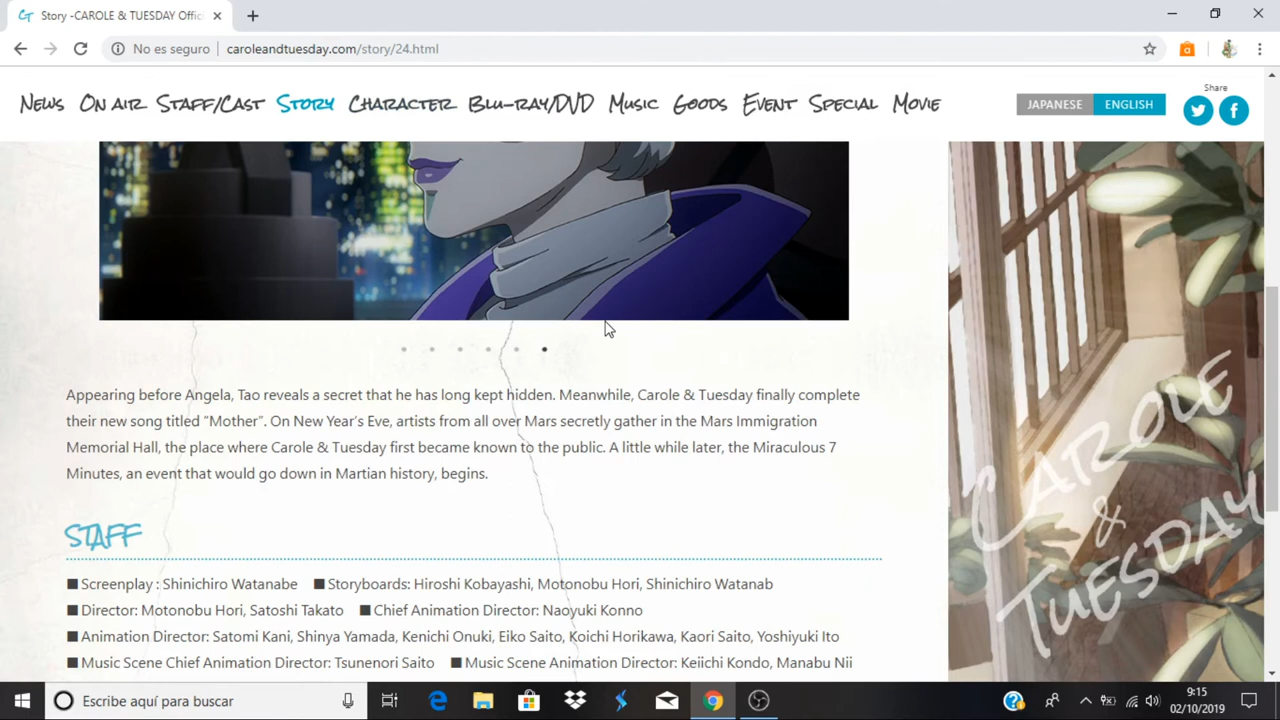 Story -CAROLE & TUESDAY Offici
No es seguro caroleandtuesday.com/story/24.html
News On air Staff/Cast Story Character Blu-ray/DVD Music Goods Event Special Movie
JAPANESE ENGLISH
Share
Appearing before Angela, Tao reveals a secret that he has long kept hidden. Meanwhile, Carole & Tuesday finally complete
their new song titled “Mother”. On New Year’s Eve, artists from all over Mars secretly gather in the Mars Immigration
Memorial Hall, the place where Carole & Tuesday first became known to the public. A little while later, the Miraculous 7
Minutes, an event that would go down in Martian history, begins.
STAFF
■Screenplay : Shinichiro Watanabe ■Storyboards: Hiroshi Kobayashi, Motonobu Hori, Shinichiro Watanab
■Director: Motonobu Hori, Satoshi Takato ■Chief Animation Director: Naoyuki Konno
■Animation Director: Satomi Kani, Shinya Yamada, Kenichi Onuki, Eiko Saito, Koichi Horikawa, Kaori Saito, Yoshiyuki Ito
■Music Scene Chief Animation Director: Tsunenori Saito ■Music Scene Animation Director: Keiichi Kondo, Manabu Nii
CAROLE
&
TUESDAY
Escribe aquí para buscar
9:15
02/10/2019